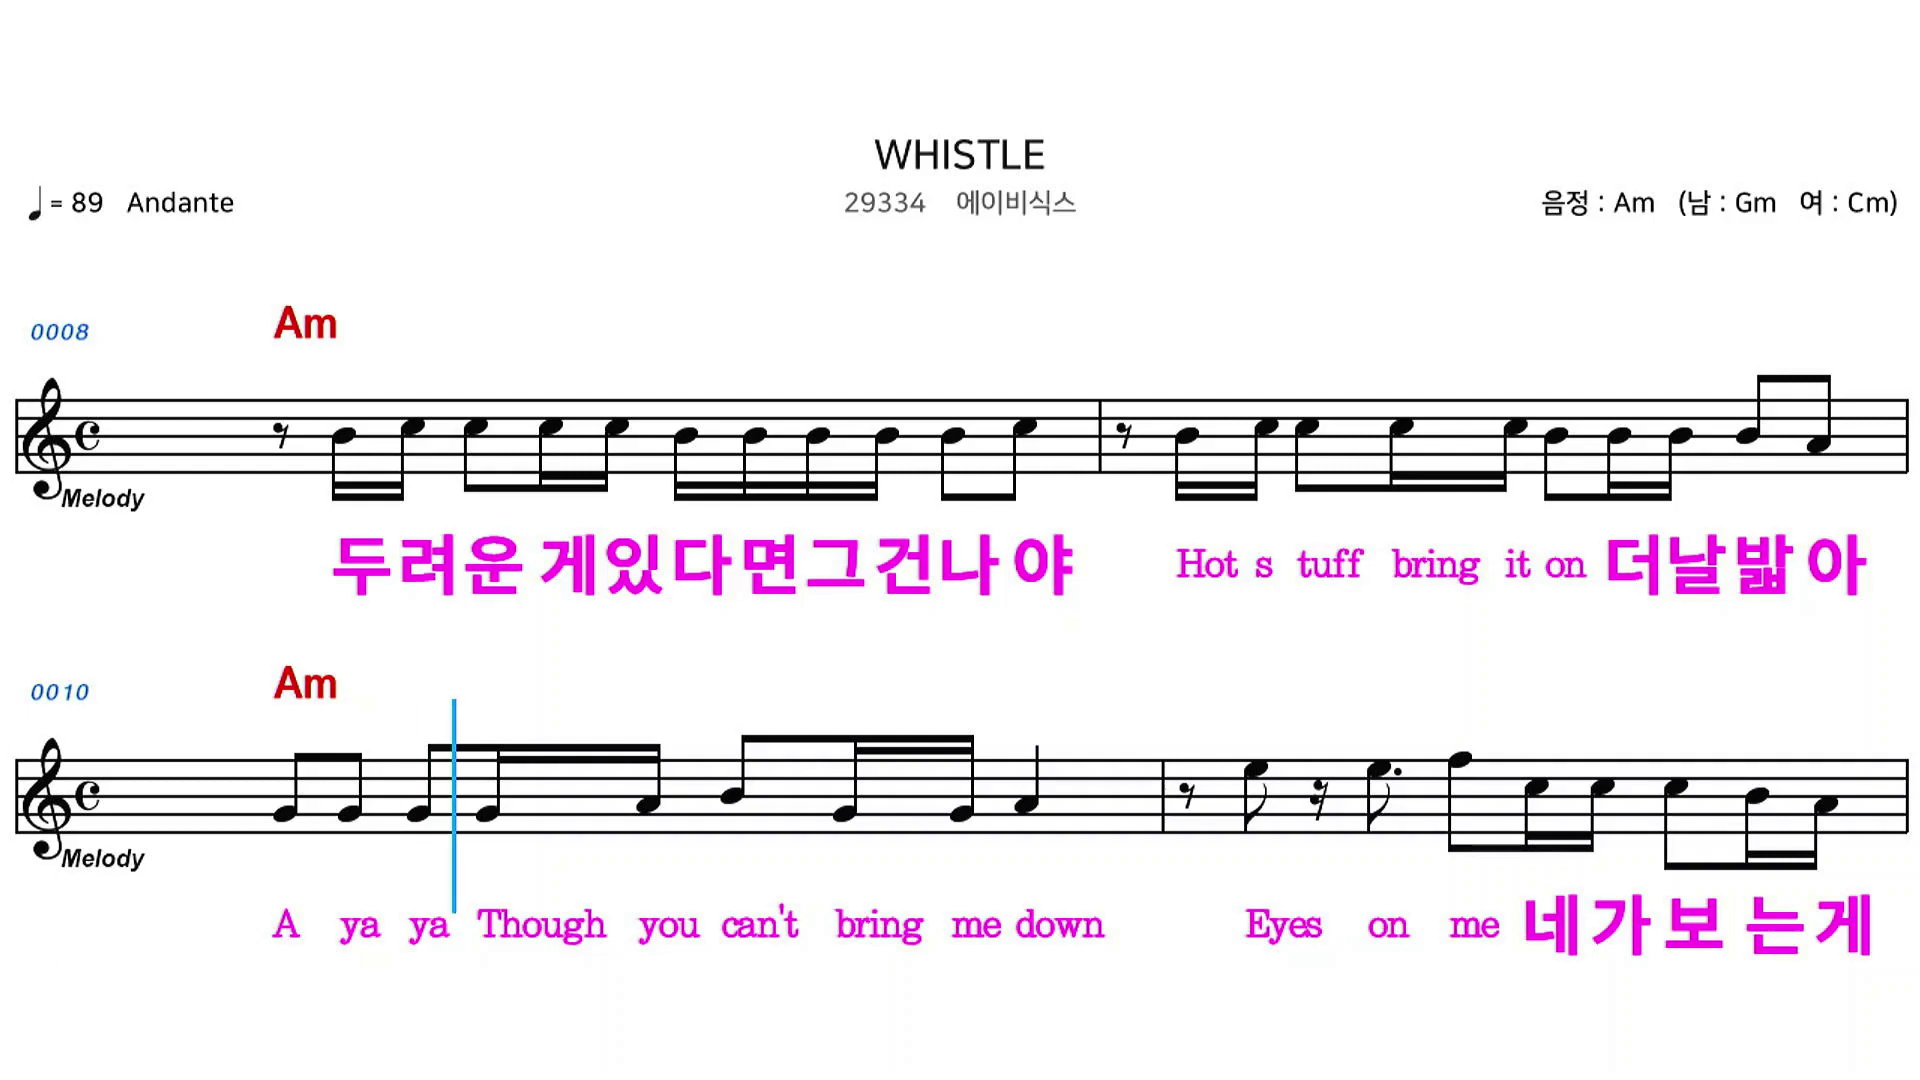 WHISTLE
= 89 Andante
29334 에이비식스
음정 : Am (남 : Gm 여 : Cm)
0008 Am
Melody
두려운 게있다면그건나 야 Hot s tuff bring it on 더날밟 아
0010 Am
Melody
A ya ya Though you can't bring me down Eyes on me 네가보 는게